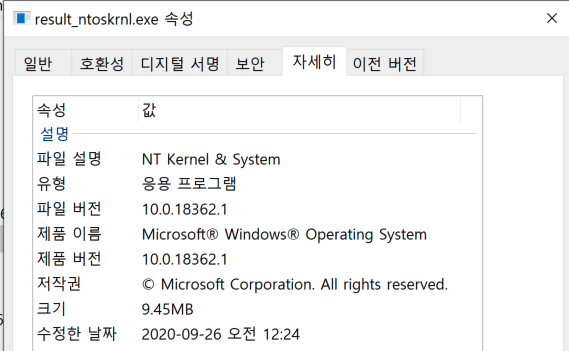 result_ntoskrnl.exe 속성
일반 호환성 디지털 서명 보안 자세히 이전 버전
속성 값
설명
파일 설명 NT Kernel & System
유형 응용 프로그램
파일 버전 10.0.18362.1
제품 이름 Microsoft® Windows® Operating System
제품 버전 10.0.18362.1
저작권 © Microsoft Corporation. All rights reserved.
크기 9.45MB
수정한 날짜 2020-09-26 오전 12:24